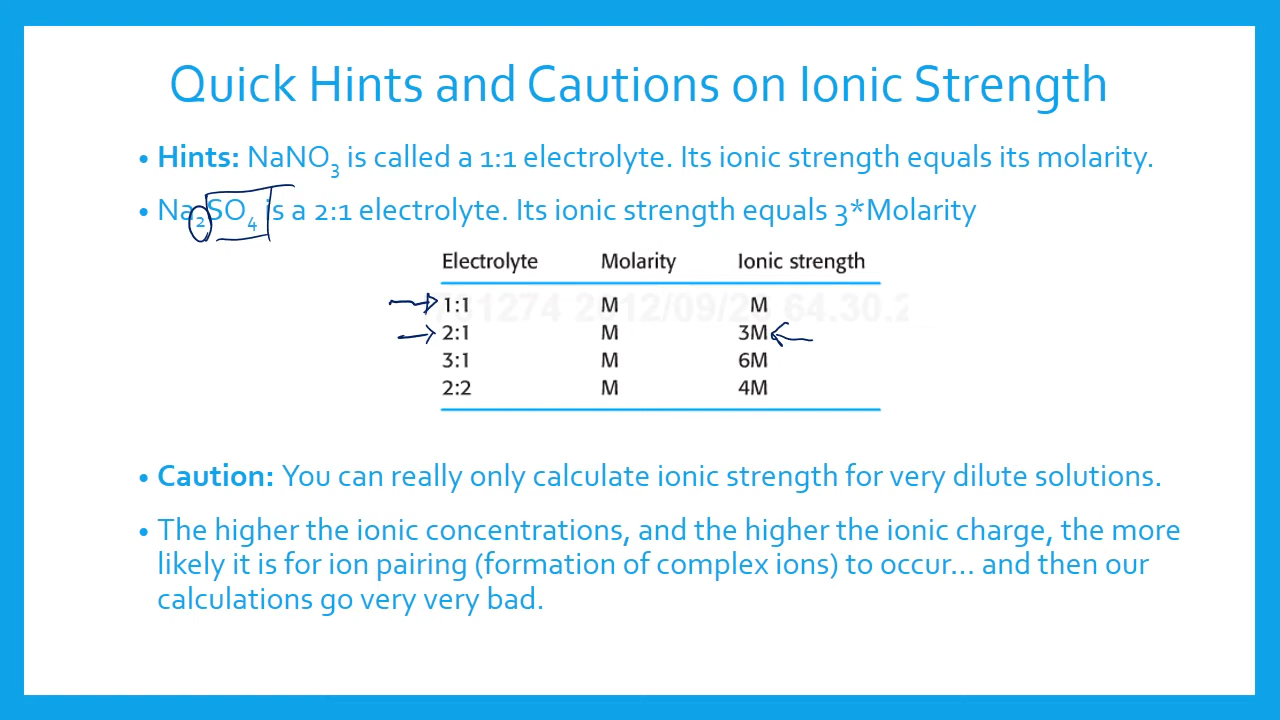 Quick Hints and Cautions on Ionic Strength
• Hints: NaNO₃ is called a 1:1 electrolyte. Its ionic strength equals its molarity.
• Na₂SO₄ is a 2:1 electrolyte. Its ionic strength equals 3*Molarity
Electrolyte Molarity Ionic strength
1:1 M M
2:1 M 3M
3:1 M 6M
2:2 M 4M
• Caution: You can really only calculate ionic strength for very dilute solutions.
• The higher the ionic concentrations, and the higher the ionic charge, the more
likely it is for ion pairing (formation of complex ions) to occur... and then our
calculations go very very bad.